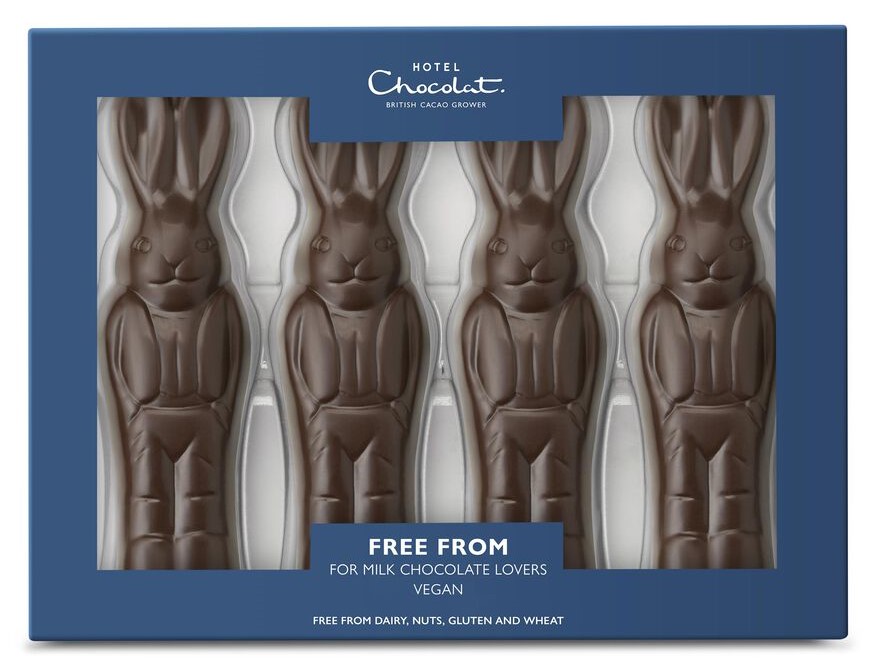 HOTEL
Chocolat.
BRITISH CACAO GROWER
FREE FROM
FOR MILK CHOCOLATE LOVERS
VEGAN
FREE FROM DAIRY, NUTS, GLUTEN AND WHEAT